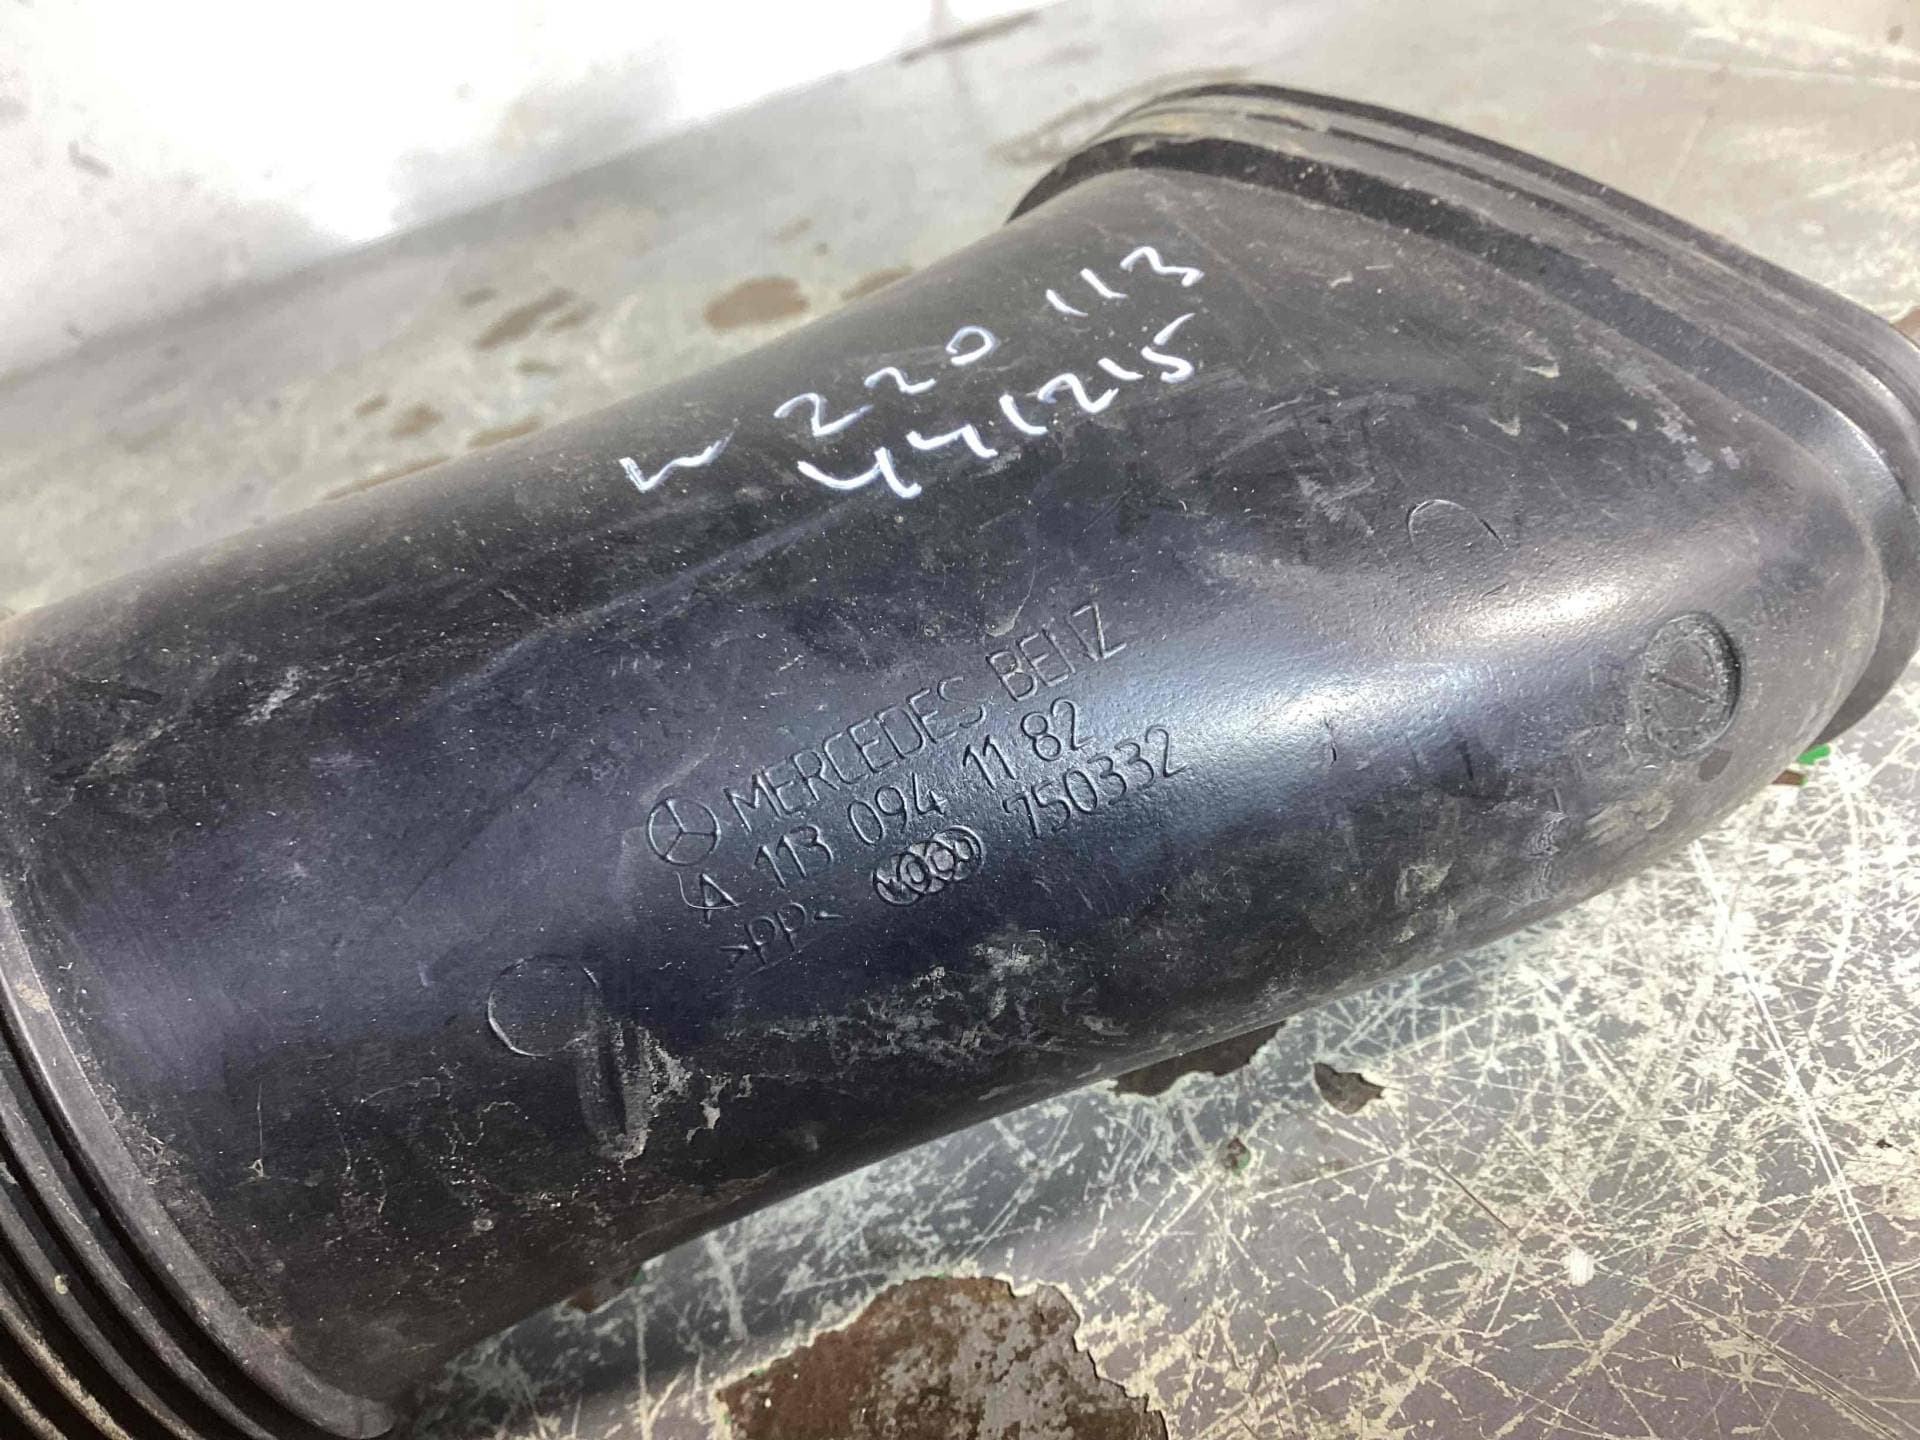 W 220 113
441215
MERCEDES BENZ
A 113 094 11 82
>PP< 750332